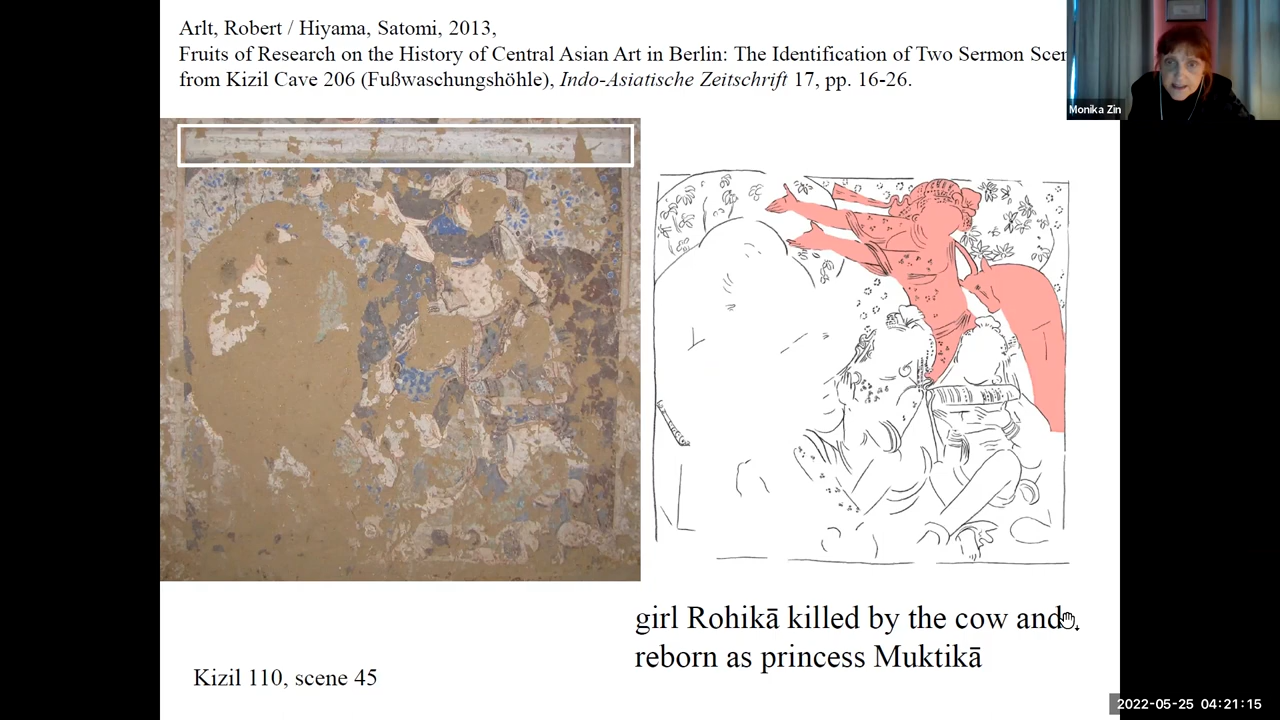 Arlt, Robert / Hiyama, Satomi, 2013,
Fruits of Research on the History of Central Asian Art in Berlin: The Identification of Two Sermon
from Kizil Cave 206 (Fußwaschungshöhle), Indo-Asiatische Zeitschrift 17, pp. 16-26.
Monika Zin
girl Rohikā killed by the cow and
reborn as princess Muktikā
Kizil 110, scene 45
2022-05-25 04:21:15